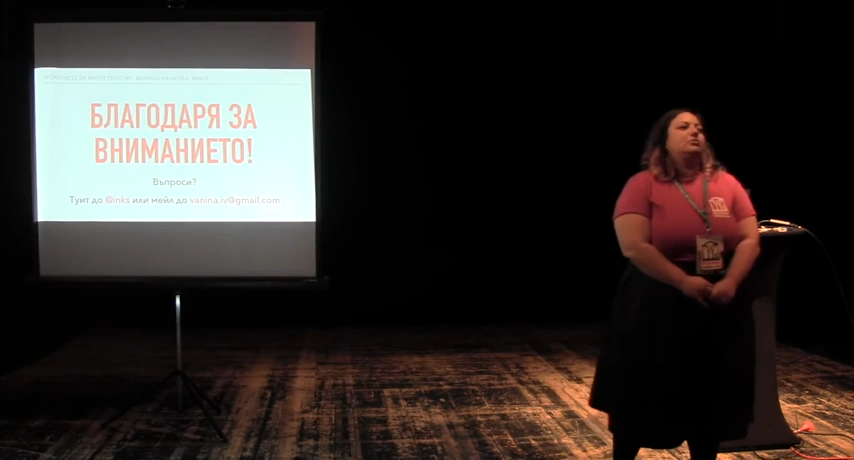 БЛАГОДАРЯ ЗА
ВНИМАНИЕТО!
Въпроси?
Туит до @inks или мейл до vanina.iv@gmail.com